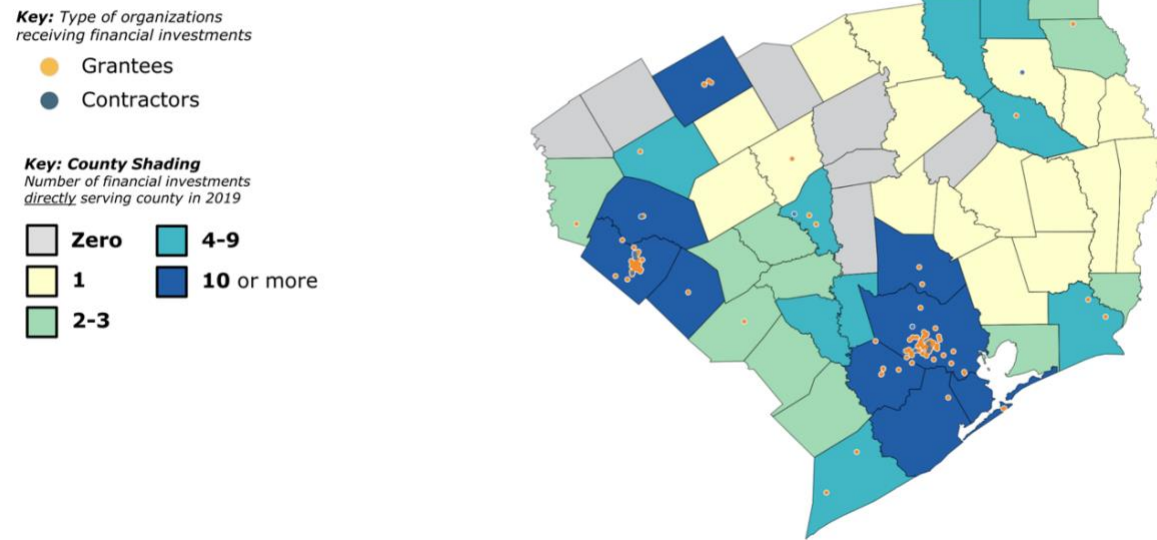 Key: Type of organizations
receiving financial investments
Grantees
Contractors
Key: County Shading
Number of financial investments
directly serving county in 2019
Zero
4-9
1
10 or more
2-3